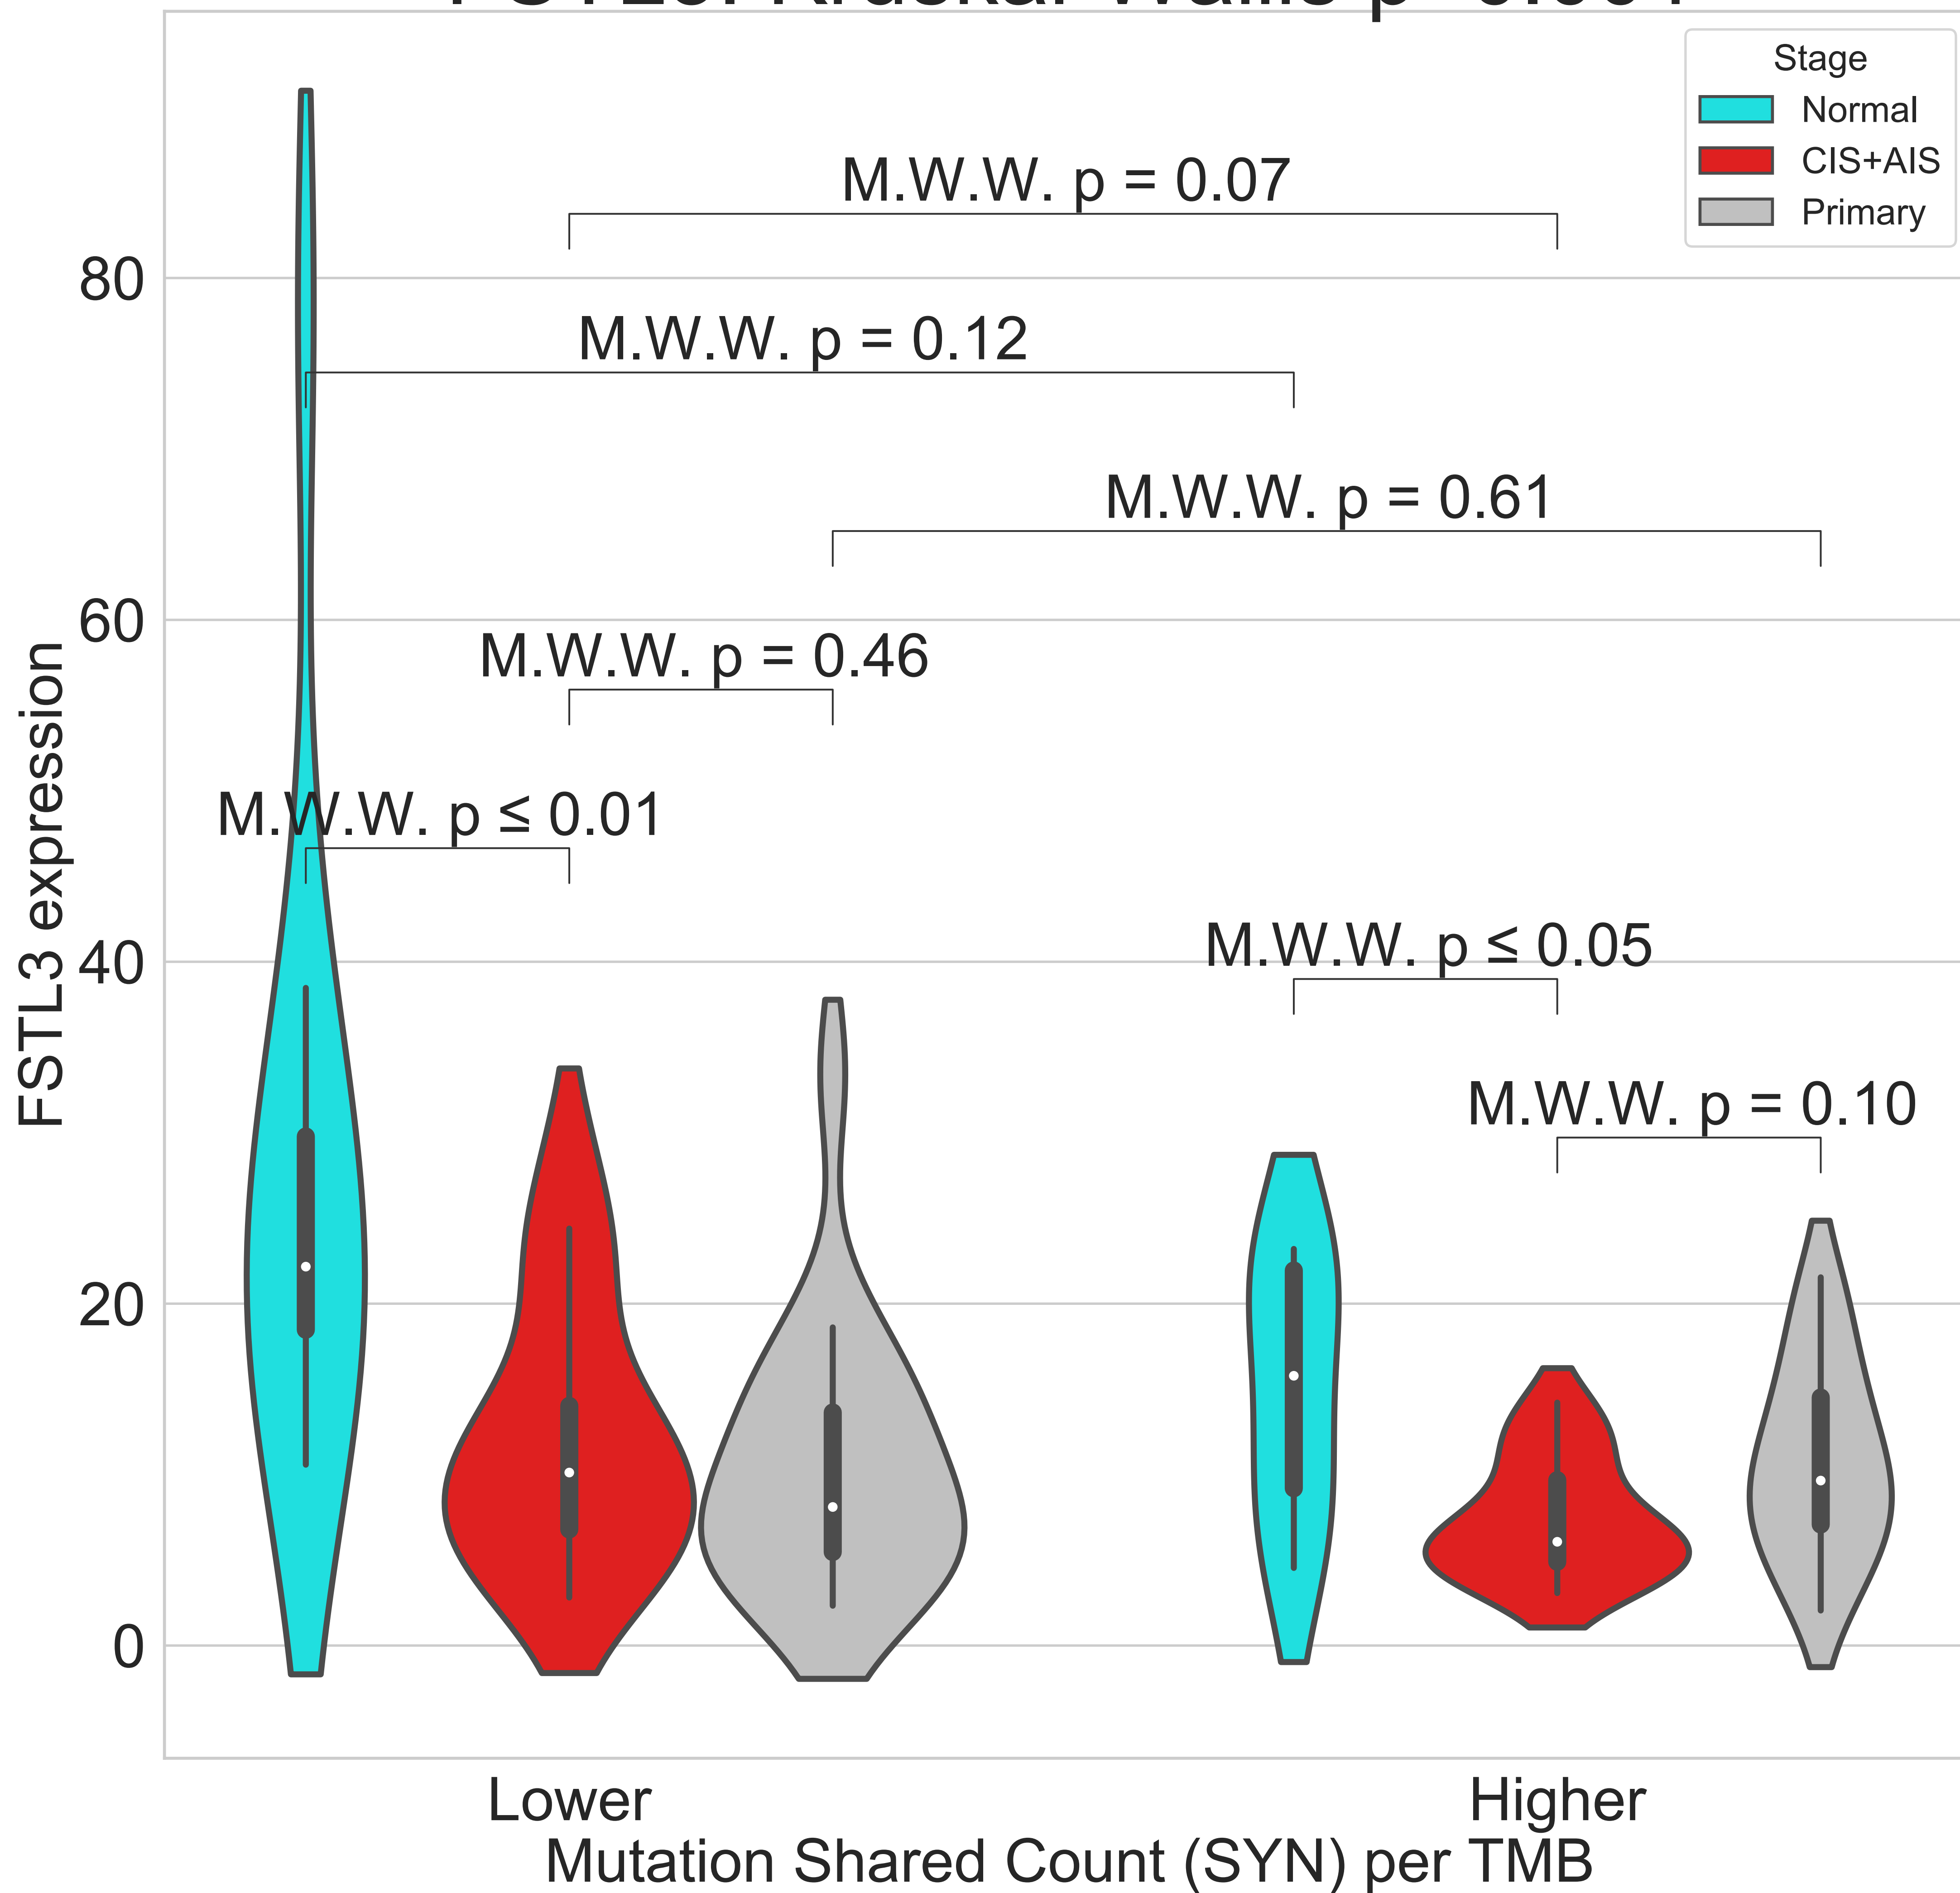 Stage
Normal
CIS+AIS
Primary
M.W.W. p = 0.07
80
M.W.W. p = 0.12
M.W.W. p = 0.61
60
M.W.W. p = 0.46
M.W.W. p ≤ 0.01
FSTL3 expression
40
M.W.W. p ≤ 0.05
M.W.W. p = 0.10
20
0
Lower
Higher
Mutation Shared Count (SYN) per TMB